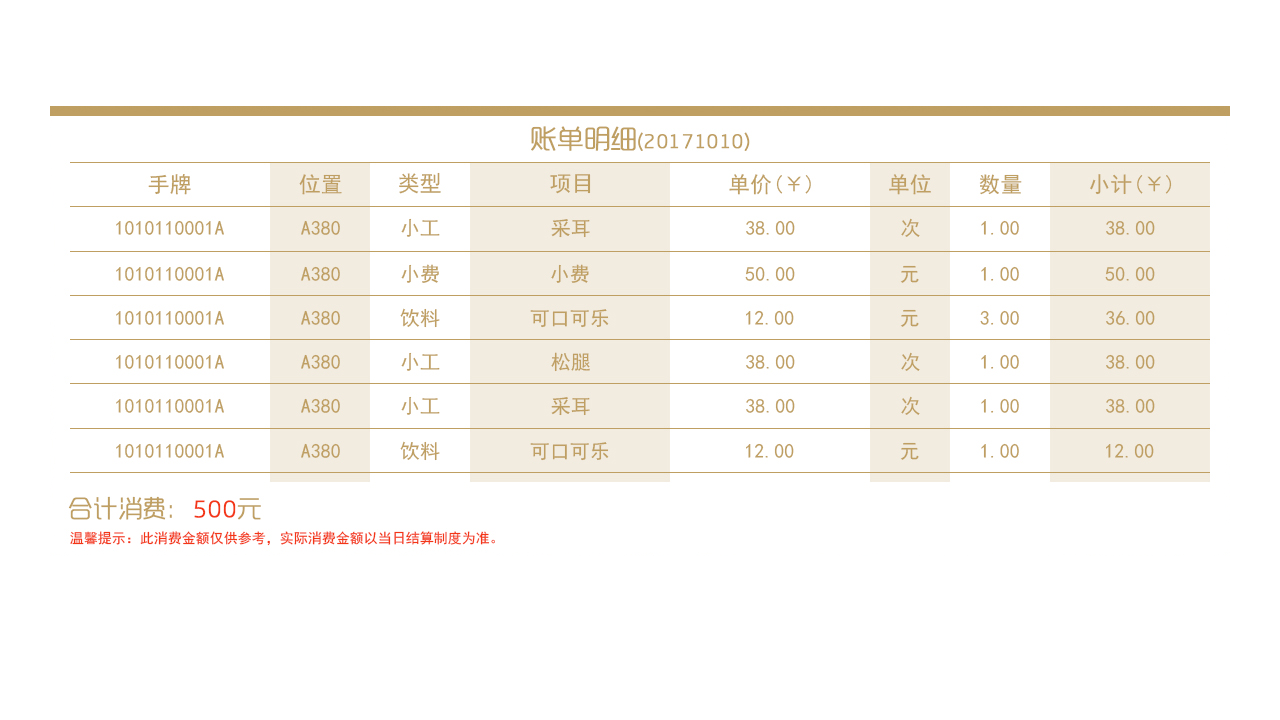 账单明细(20171010)
手牌 位置 类型 项目 单价(￥) 单位 数量 小计(￥)
1010110001A A380 小工 采耳 38.00 次 1.00 38.00
1010110001A A380 小费 小费 50.00 元 1.00 50.00
1010110001A A380 饮料 可口可乐 12.00 元 3.00 36.00
1010110001A A380 小工 松腿 38.00 次 1.00 38.00
1010110001A A380 小工 采耳 38.00 次 1.00 38.00
1010110001A A380 饮料 可口可乐 12.00 元 1.00 12.00
合计消费: 500元
温馨提示：此消费金额仅供参考，实际消费金额以当日结算制度为准。